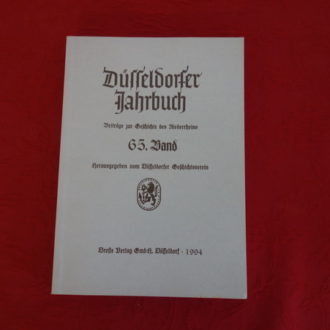 Düsseldorfer
Jahrbuch
Beiträge zur Geschichte des Niederrheins
65. Band
Herausgegeben vom Düsseldorfer Geschichtsverein
Droste Verlag GmbH. Düsseldorf · 1994